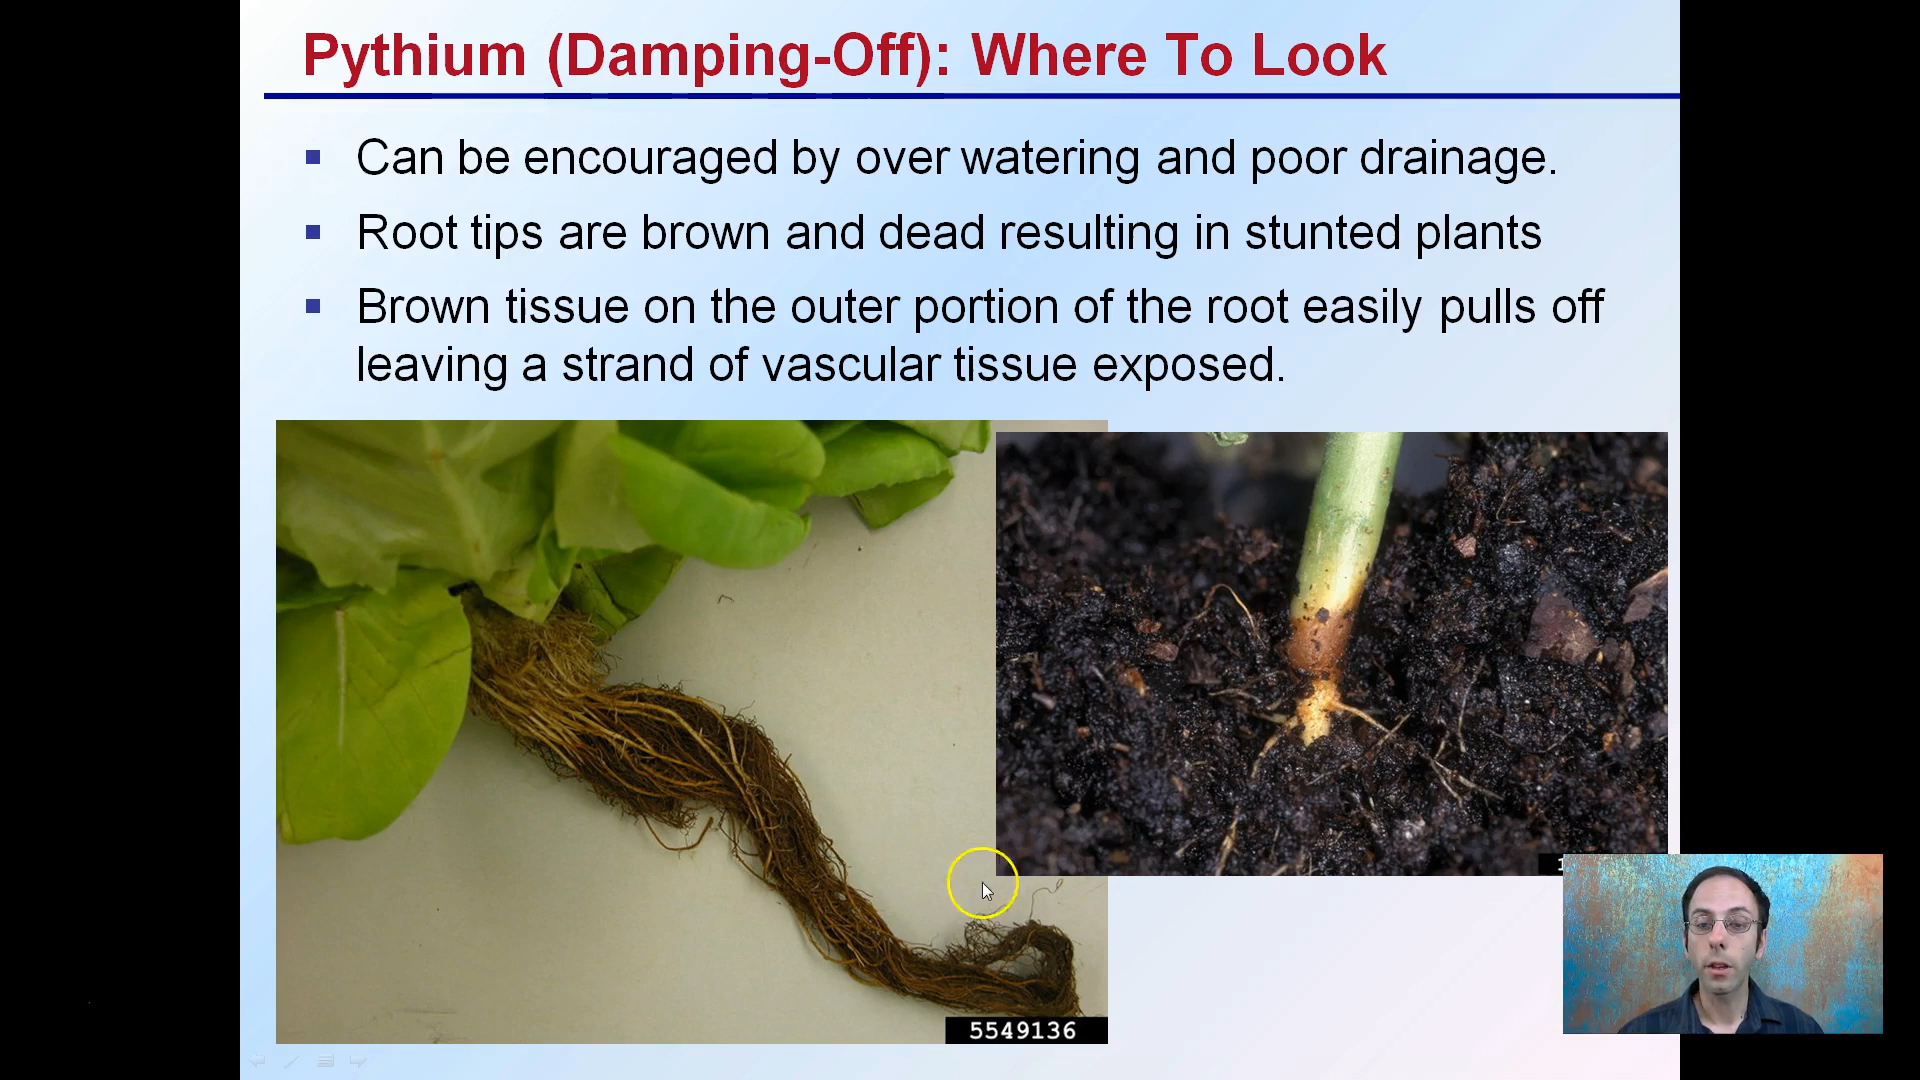 Pythium (Damping-Off): Where To Look
Can be encouraged by over watering and poor drainage.
Root tips are brown and dead resulting in stunted plants
Brown tissue on the outer portion of the root easily pulls off
leaving a strand of vascular tissue exposed.
5549136